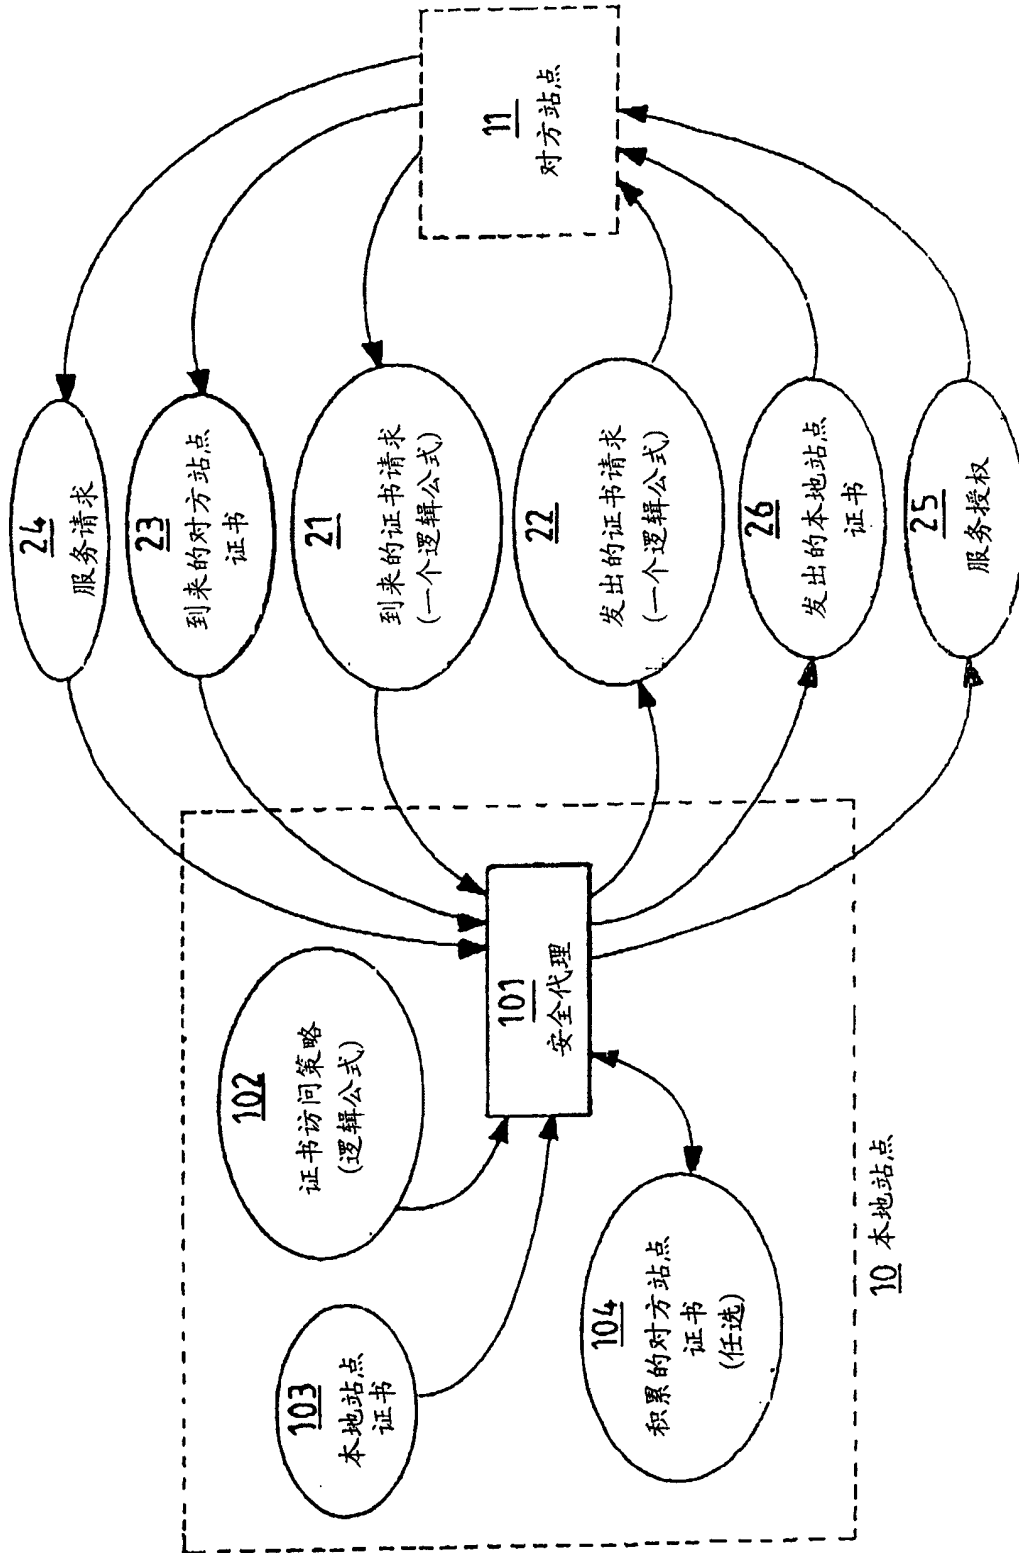 24
服务请求
23
到来的对方站点
证书
21
到来的证书请求
(一个逻辑公式)
22
发出的证书请求
(一个逻辑公式)
26
发出的本地站点
证书
25
服务授权
11
对方站点
102
证书访问策略
(逻辑公式)
103
本地站点
证书
101
安全代理
104
积累的对方站点
证书
(任选)
10 本地站点